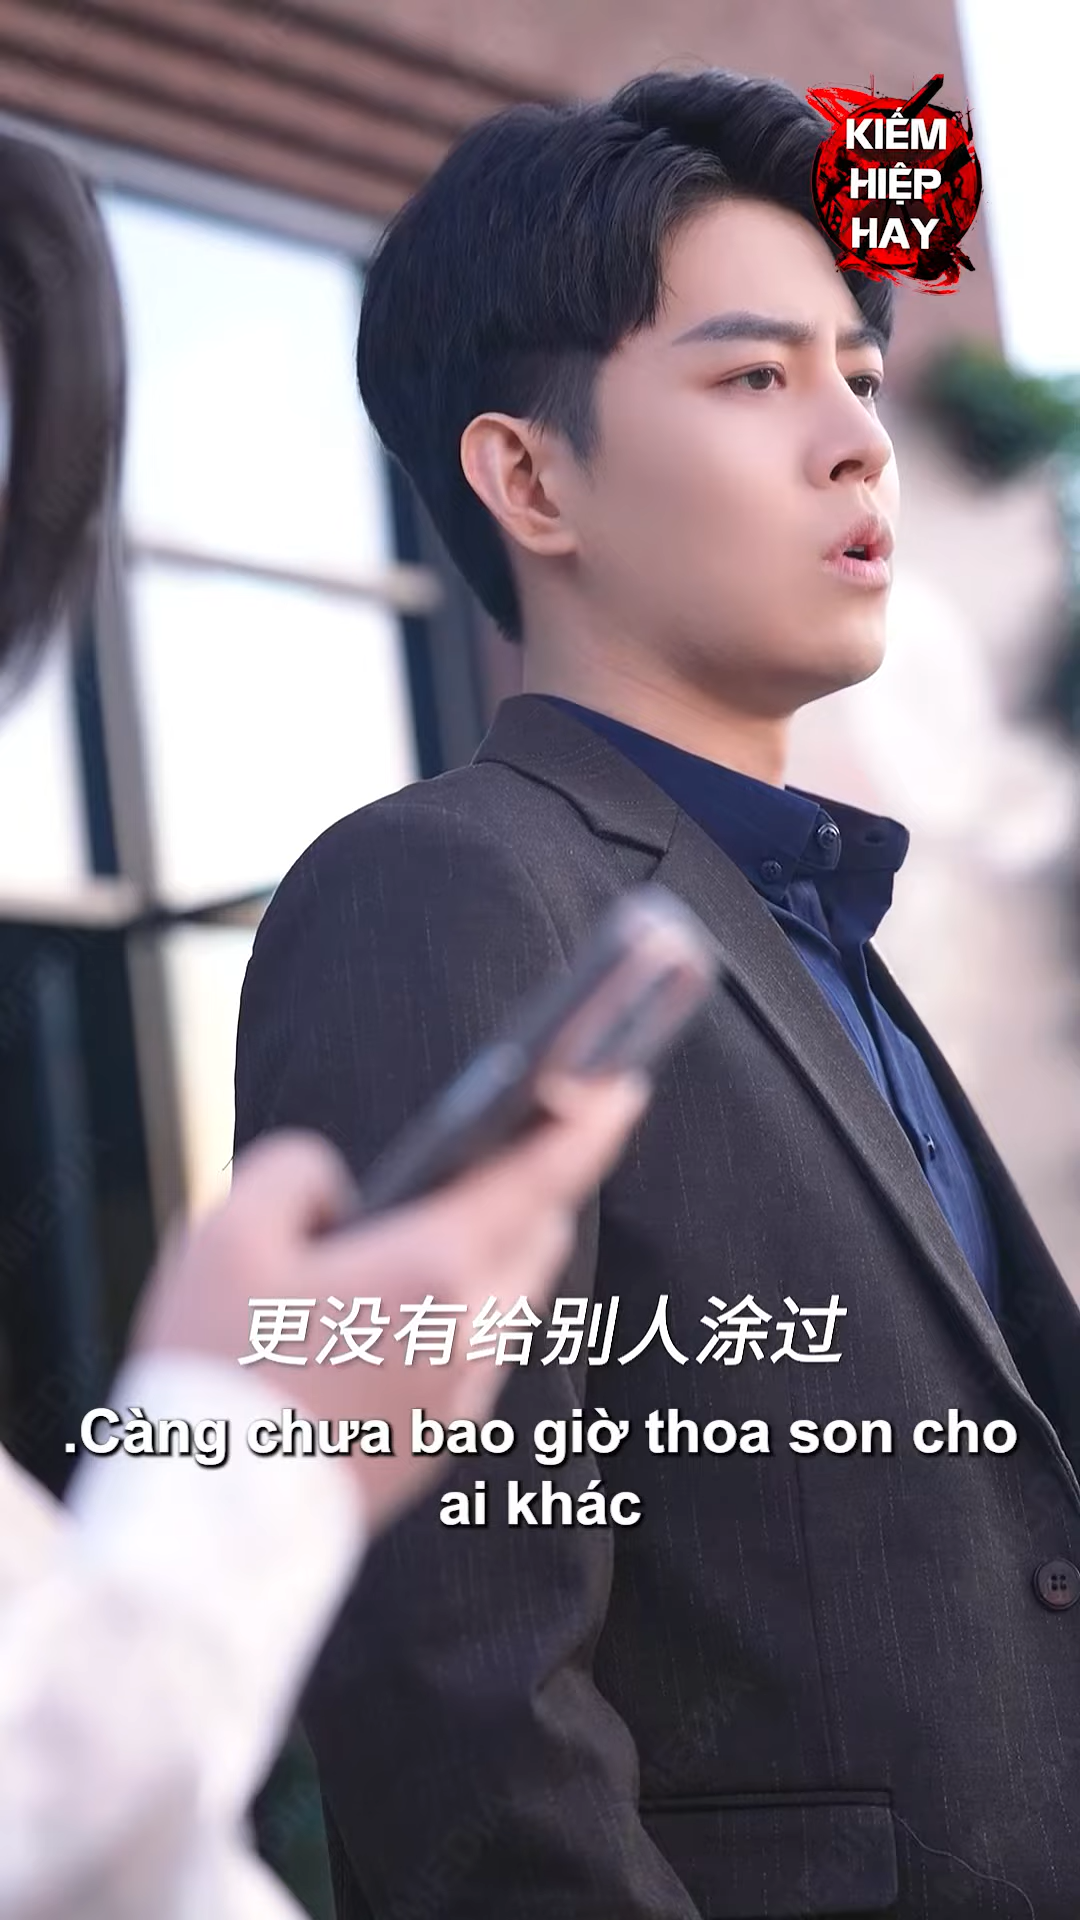 KIẾM
HIỆP
HAY
更没有给别人涂过
.Càng chưa bao giờ thoa son cho
ai khác